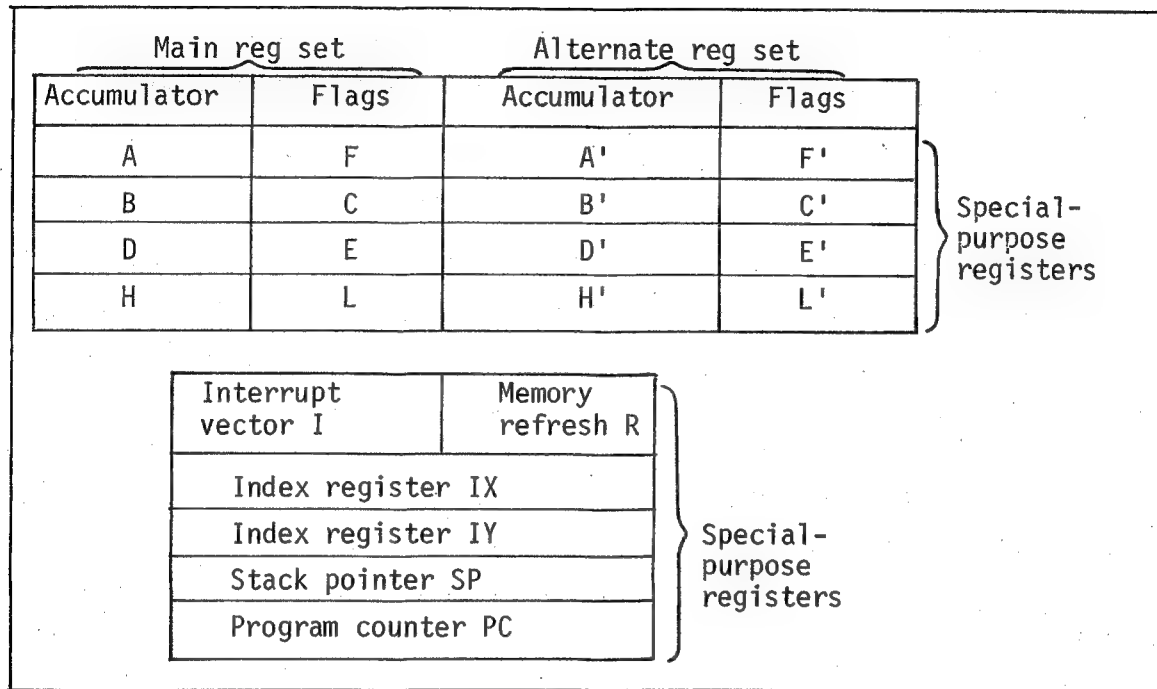 Main reg set Alternate reg set
Accumulator Flags Accumulator Flags
A F A' F'
B C B' C'
D E D' E'
H L H' L'
Special-
purpose
registers
Interrupt
vector I
Memory
refresh R
Index register IX
Index register IY
Stack pointer SP
Program counter PC
Special-
purpose
registers